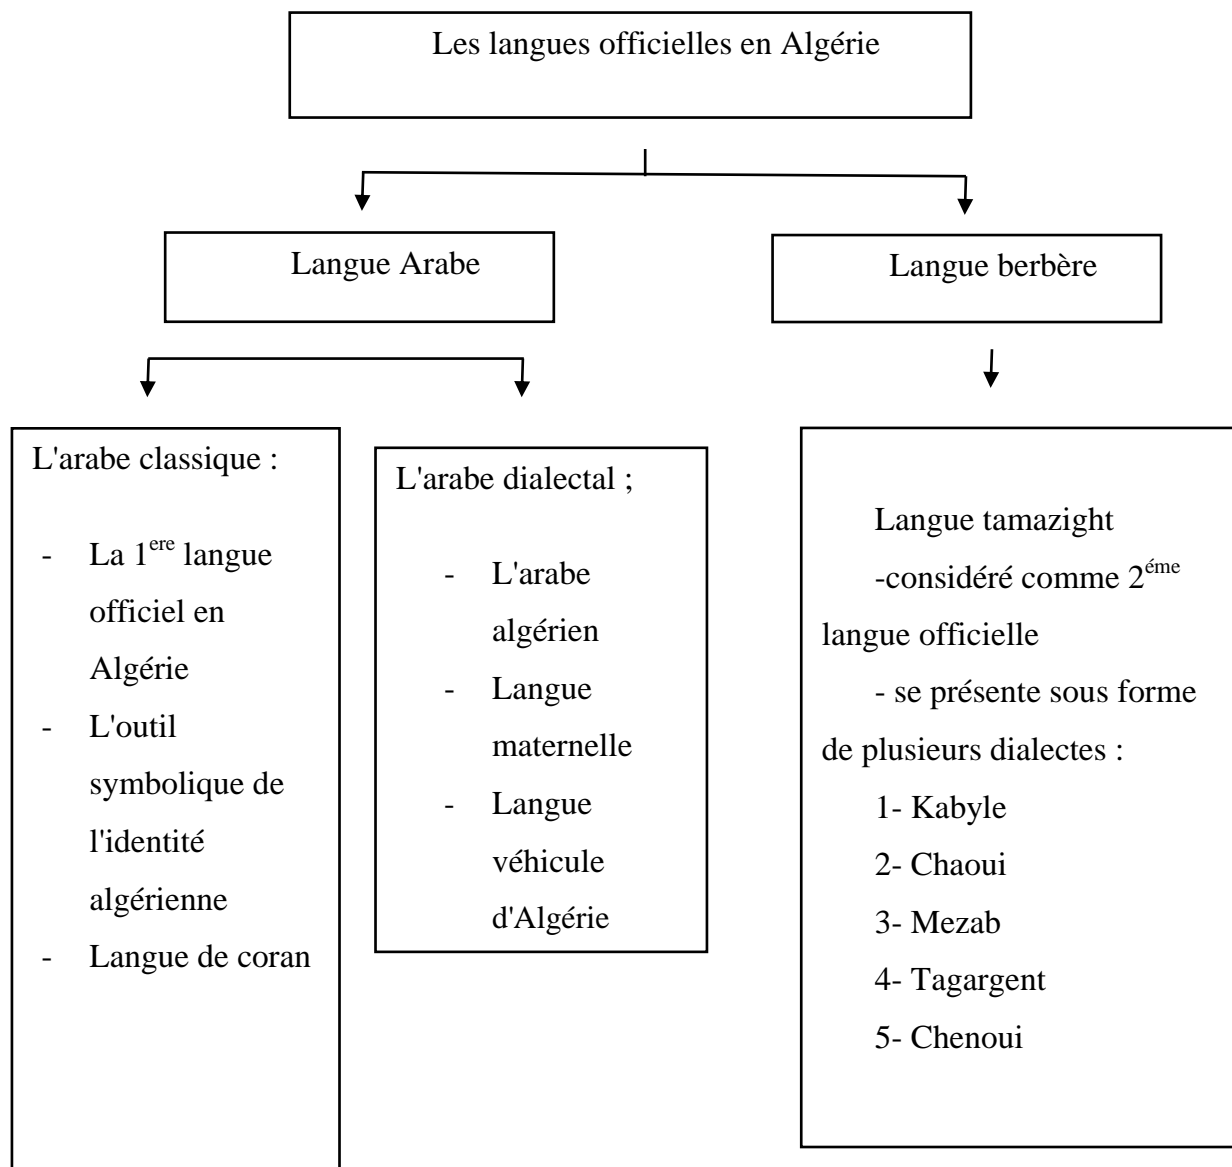 Les langues officielles en Algérie
Langue Arabe
Langue berbère
L'arabe classique :
- La 1ere langue
officiel en
Algérie
- L'outil
symbolique de
l'identité
algérienne
- Langue de coran
L'arabe dialectal ;
- L'arabe
algérien
- Langue
maternelle
- Langue
véhicule
d'Algérie
Langue tamazight
-considéré comme 2éme
langue officielle
- se présente sous forme
de plusieurs dialectes :
1- Kabyle
2- Chaoui
3- Mezab
4- Tagargent
5- Chenoui